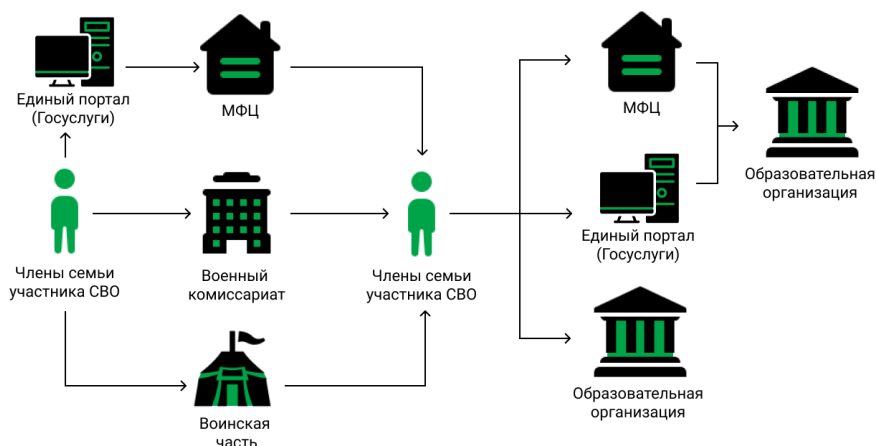 Единый портал
(Госуслуги)
МФЦ
Члены семьи
участника СВО
Военный
комиссариат
Воинская
часть
Члены семьи
участника СВО
МФЦ
Единый портал
(Госуслуги)
Образовательная
организация
Образовательная
организация